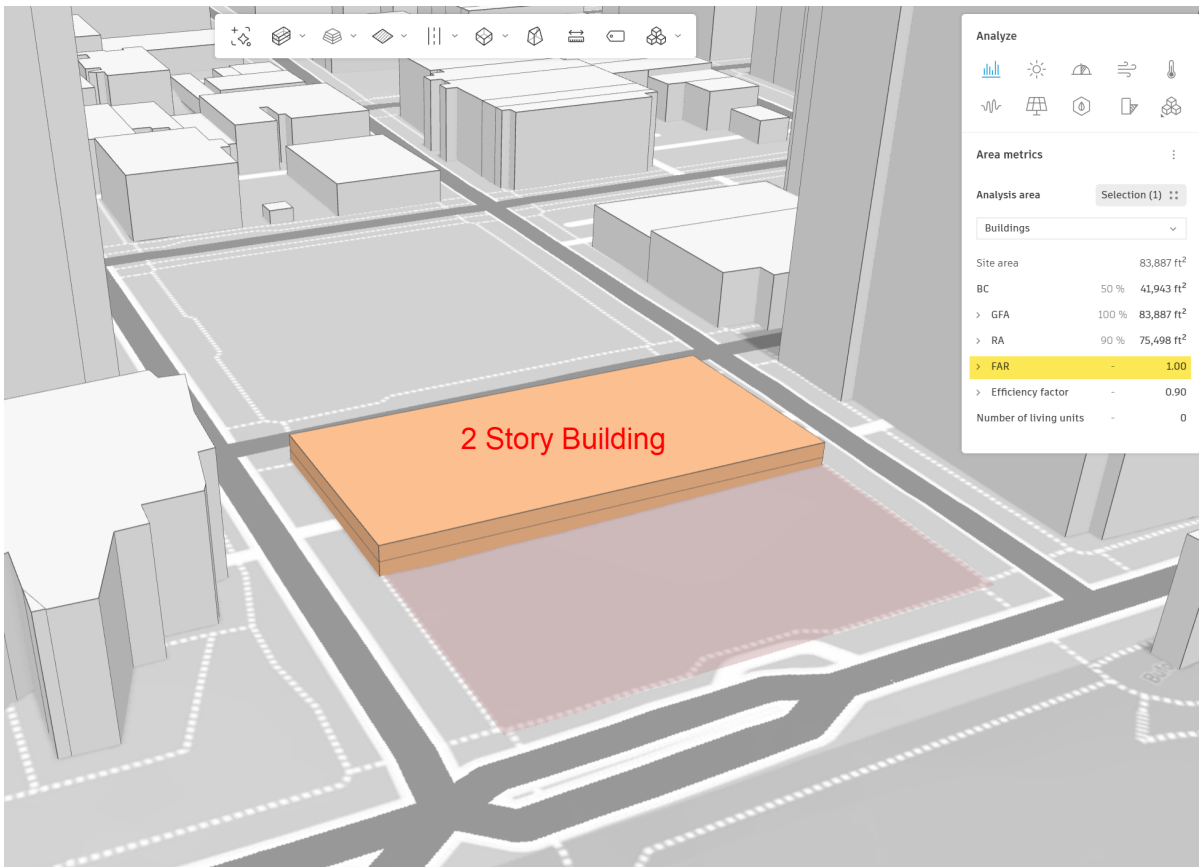 Analyze
Area metrics
Analysis area Selection (1)
Buildings
Site area 83,887 ft²
BC 50 % 41,943 ft²
GFA 100 % 83,887 ft²
RA 90 % 75,498 ft²
FAR - 1.00
Efficiency factor - 0.90
Number of living units - 0
2 Story Building